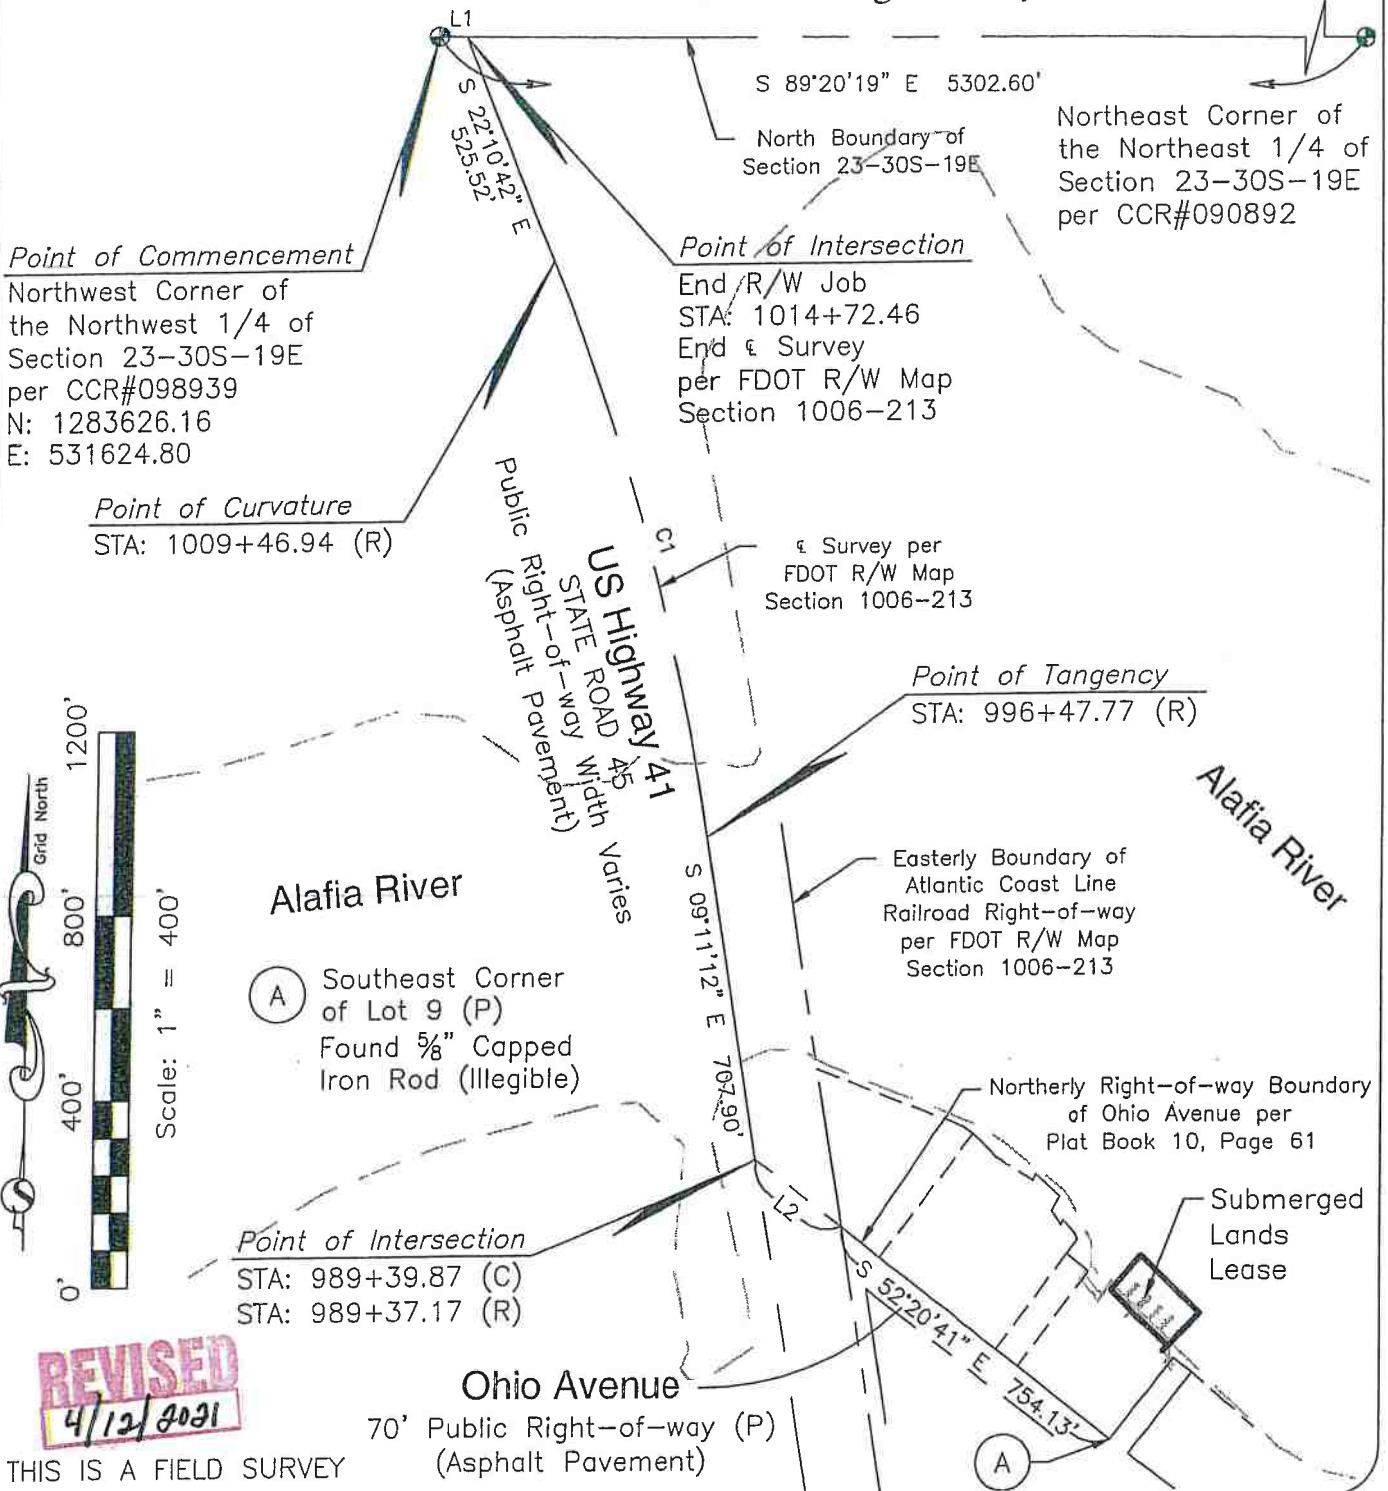 L1
S 89°20'19" E 5302.60'
North Boundary of
Section 23-30S-19E
Northeast Corner of
the Northeast 1/4 of
Section 23-30S-19E
per CCR#090892
S 22°10'42" E
525.52'
Point of Commencement
Northwest Corner of
the Northwest 1/4 of
Section 23-30S-19E
per CCR#098939
N: 1283626.16
E: 531624.80
Point of Intersection
End R/W Job
STA: 1014+72.46
End ℄ Survey
per FDOT R/W Map
Section 1006-213
Point of Curvature
STA: 1009+46.94 (R)
C1
℄ Survey per
FDOT R/W Map
Section 1006-213
US Highway 41
STATE ROAD 45
Public Right-of-way Width Varies
(Asphalt Pavement)
Point of Tangency
STA: 996+47.77 (R)
Alafia River
Grid North
1200'
800'
400'
0'
Scale: 1" = 400'
Alafia River
A
Southeast Corner
of Lot 9 (P)
Found ⅝" Capped
Iron Rod (Illegible)
S 09°11'12" E 707.90'
Easterly Boundary of
Atlantic Coast Line
Railroad Right-of-way
per FDOT R/W Map
Section 1006-213
Northerly Right-of-way Boundary
of Ohio Avenue per
Plat Book 10, Page 61
Submerged
Lands
Lease
L2
Point of Intersection
STA: 989+39.87 (C)
STA: 989+37.17 (R)
S 52°20'41" E 754.13'
Ohio Avenue
70' Public Right-of-way (P)
(Asphalt Pavement)
A
REVISED
4/12/2021
THIS IS A FIELD SURVEY